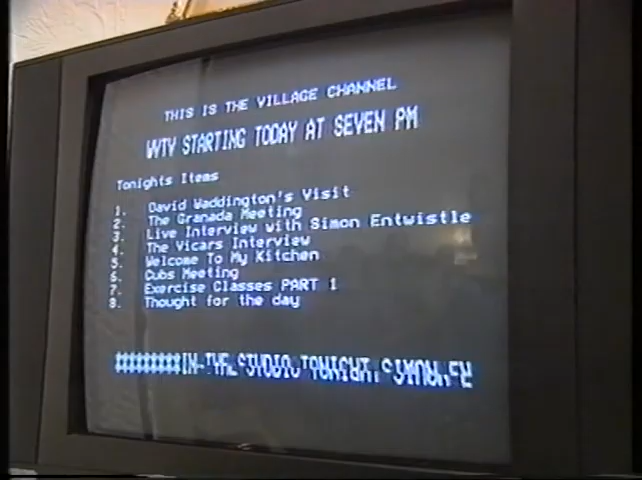 THIS IS THE VILLAGE CHANNEL
WTV STARTING TODAY AT SEVEN PM
Tonights Items
1. David Waddington's Visit
2. The Granada Meeting
3. Live Interview with Simon Entwistle
4. The Vicars Interview
5. Welcome To My Kitchen
6. Cubs Meeting
7. Exercise Classes PART 1
8. Thought for the day
#########IN THE STUDIO TONIGHT, SIMON